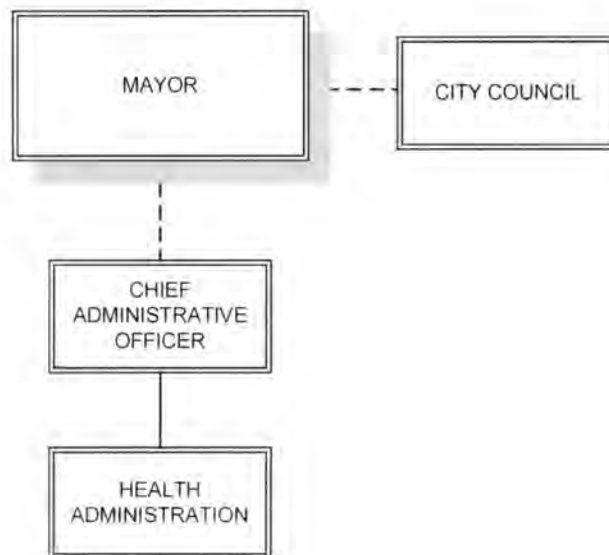 MAYOR
CITY COUNCIL
CHIEF
ADMINISTRATIVE
OFFICER
HEALTH
ADMINISTRATION